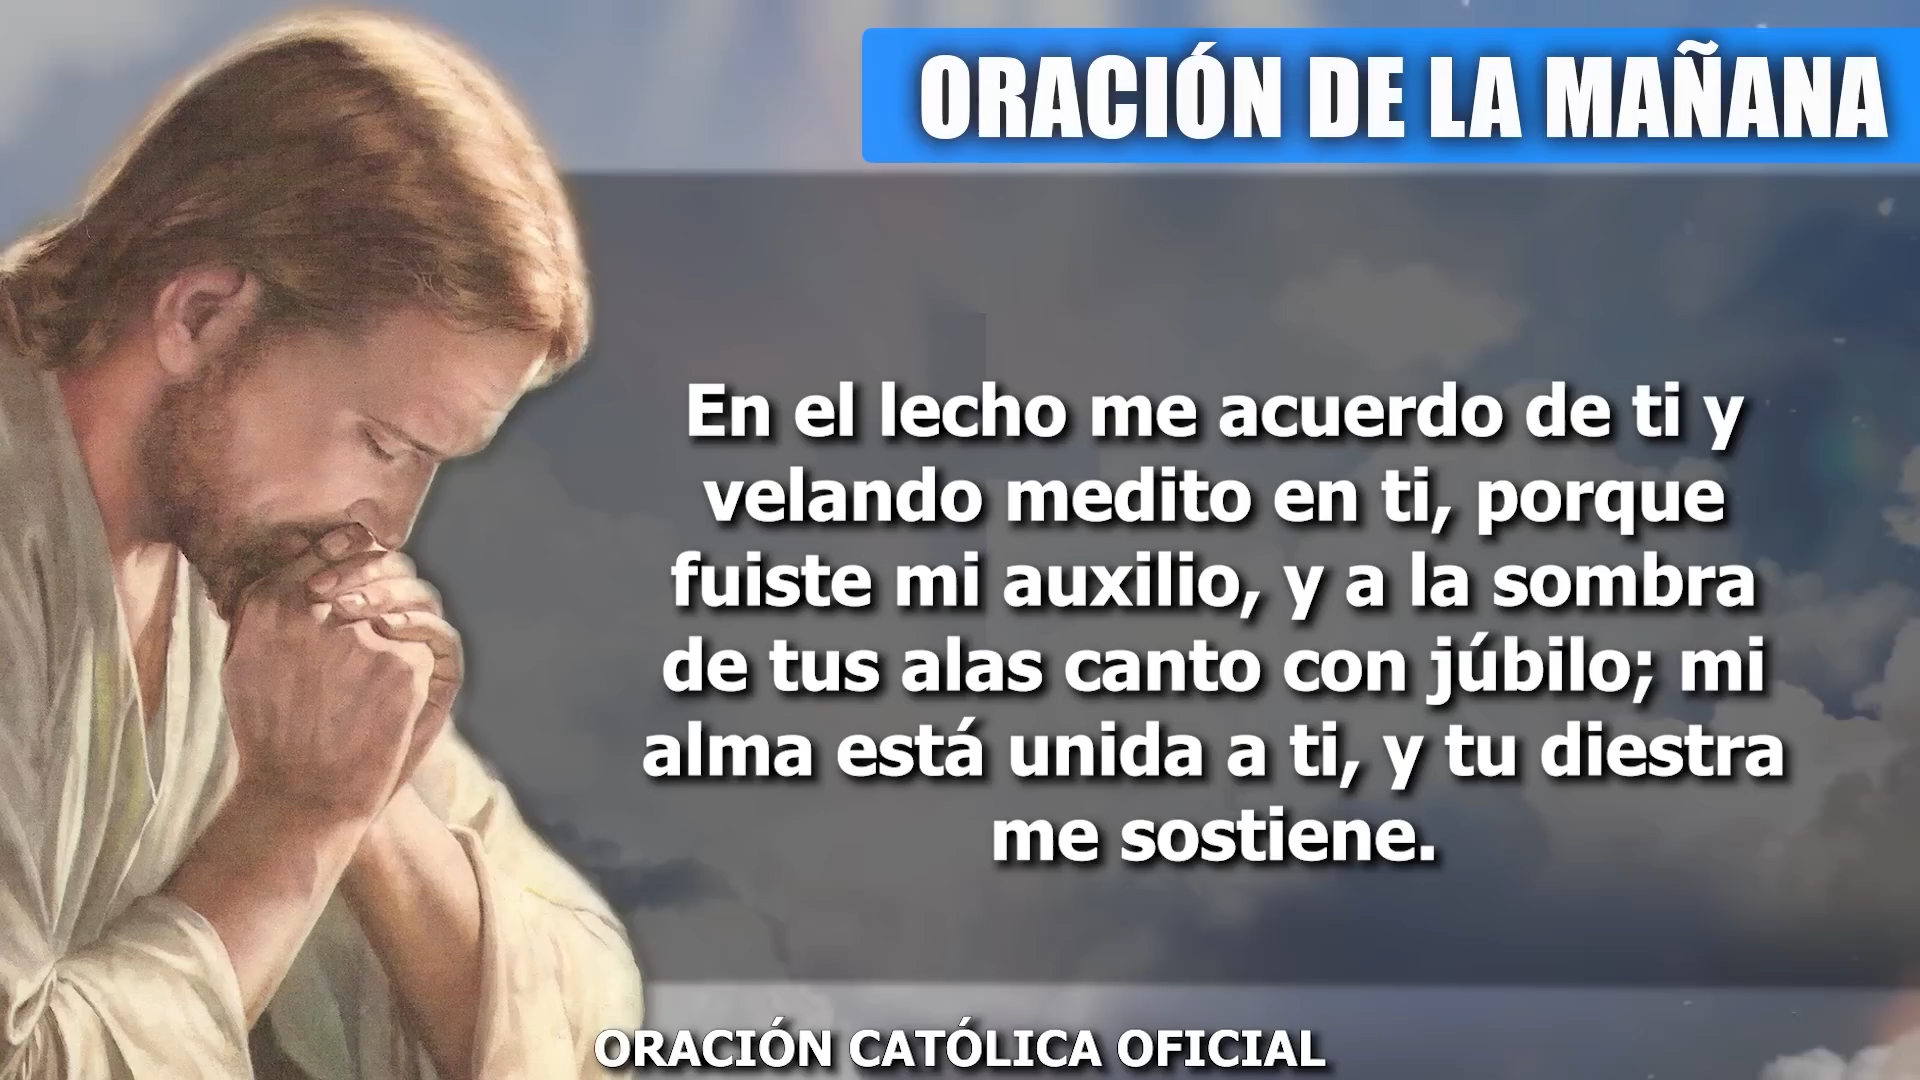 ORACIÓN DE LA MAÑANA
En el lecho me acuerdo de ti y
velando medito en ti, porque
fuiste mi auxilio, y a la sombra
de tus alas canto con júbilo; mi
alma está unida a ti, y tu diestra
me sostiene.
ORACIÓN CATÓLICA OFICIAL